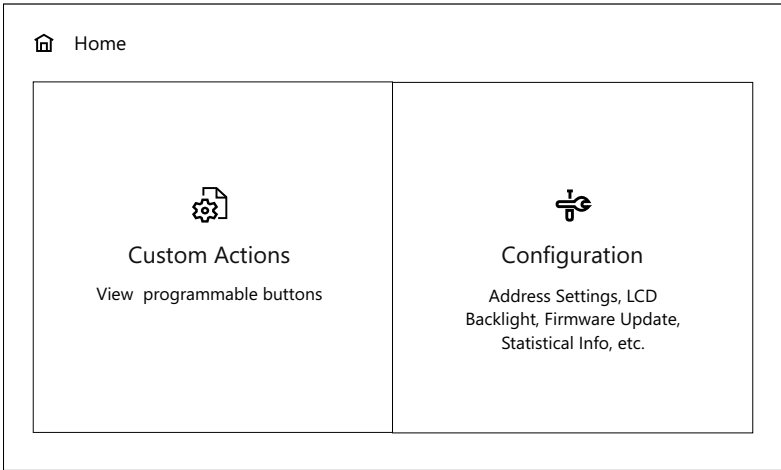 Home
Custom Actions
View programmable buttons
Configuration
Address Settings, LCD
Backlight, Firmware Update,
Statistical Info, etc.